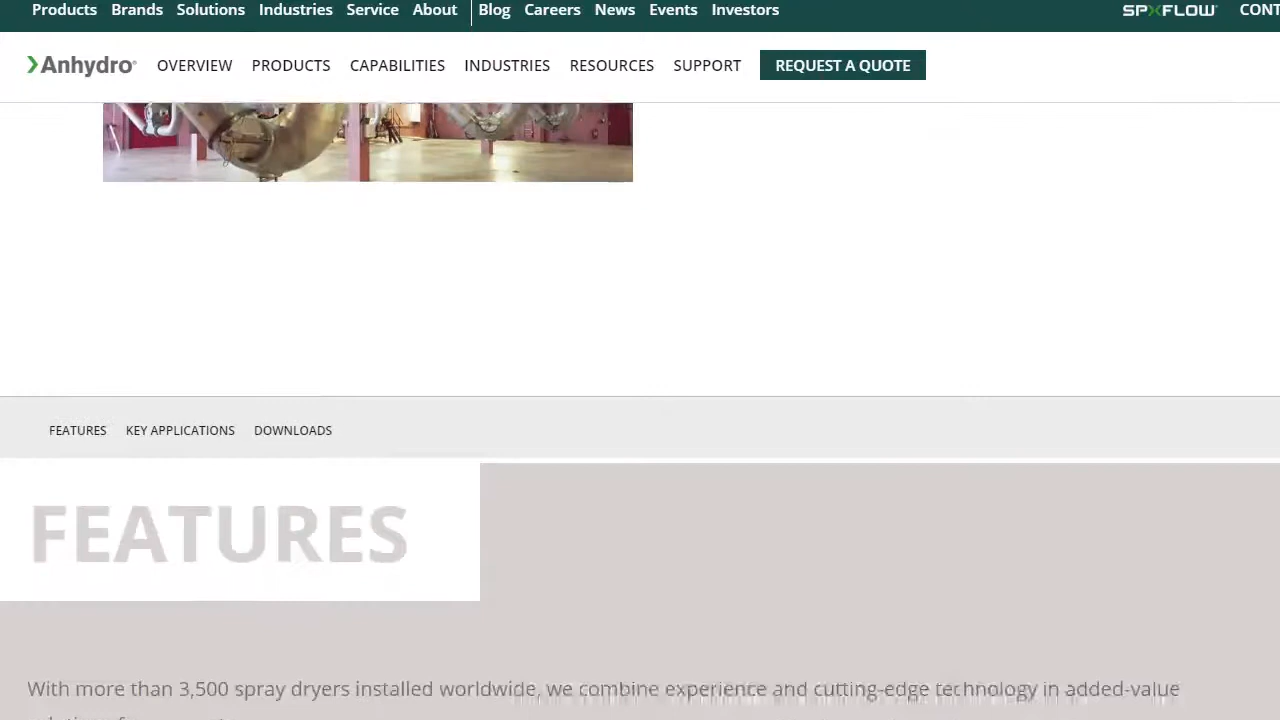 Products Brands Solutions Industries Service About Blog Careers News Events Investors SPXFLOW CONT
Anhydro OVERVIEW PRODUCTS CAPABILITIES INDUSTRIES RESOURCES SUPPORT REQUEST A QUOTE
FEATURES KEY APPLICATIONS DOWNLOADS
FEATURES
With more than 3,500 spray dryers installed worldwide, we combine experience and cutting-edge technology in added-value